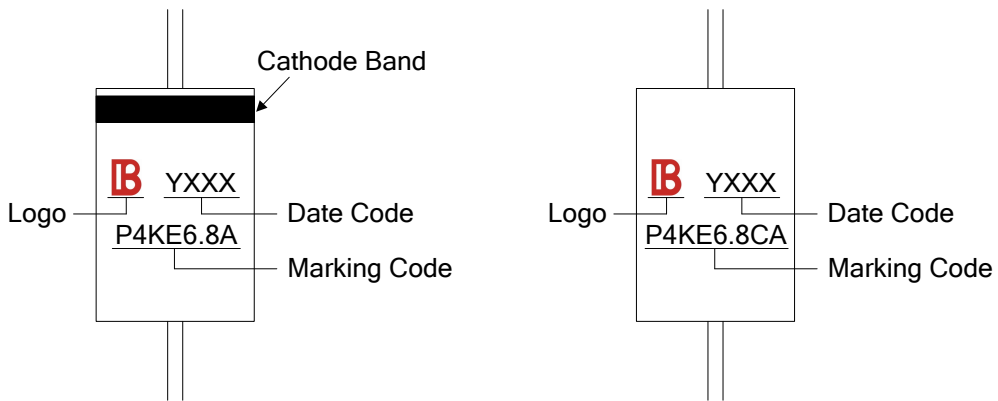 Cathode Band
B YXXX
Logo Date Code
P4KE6.8A
Marking Code
B YXXX
Logo Date Code
P4KE6.8CA
Marking Code